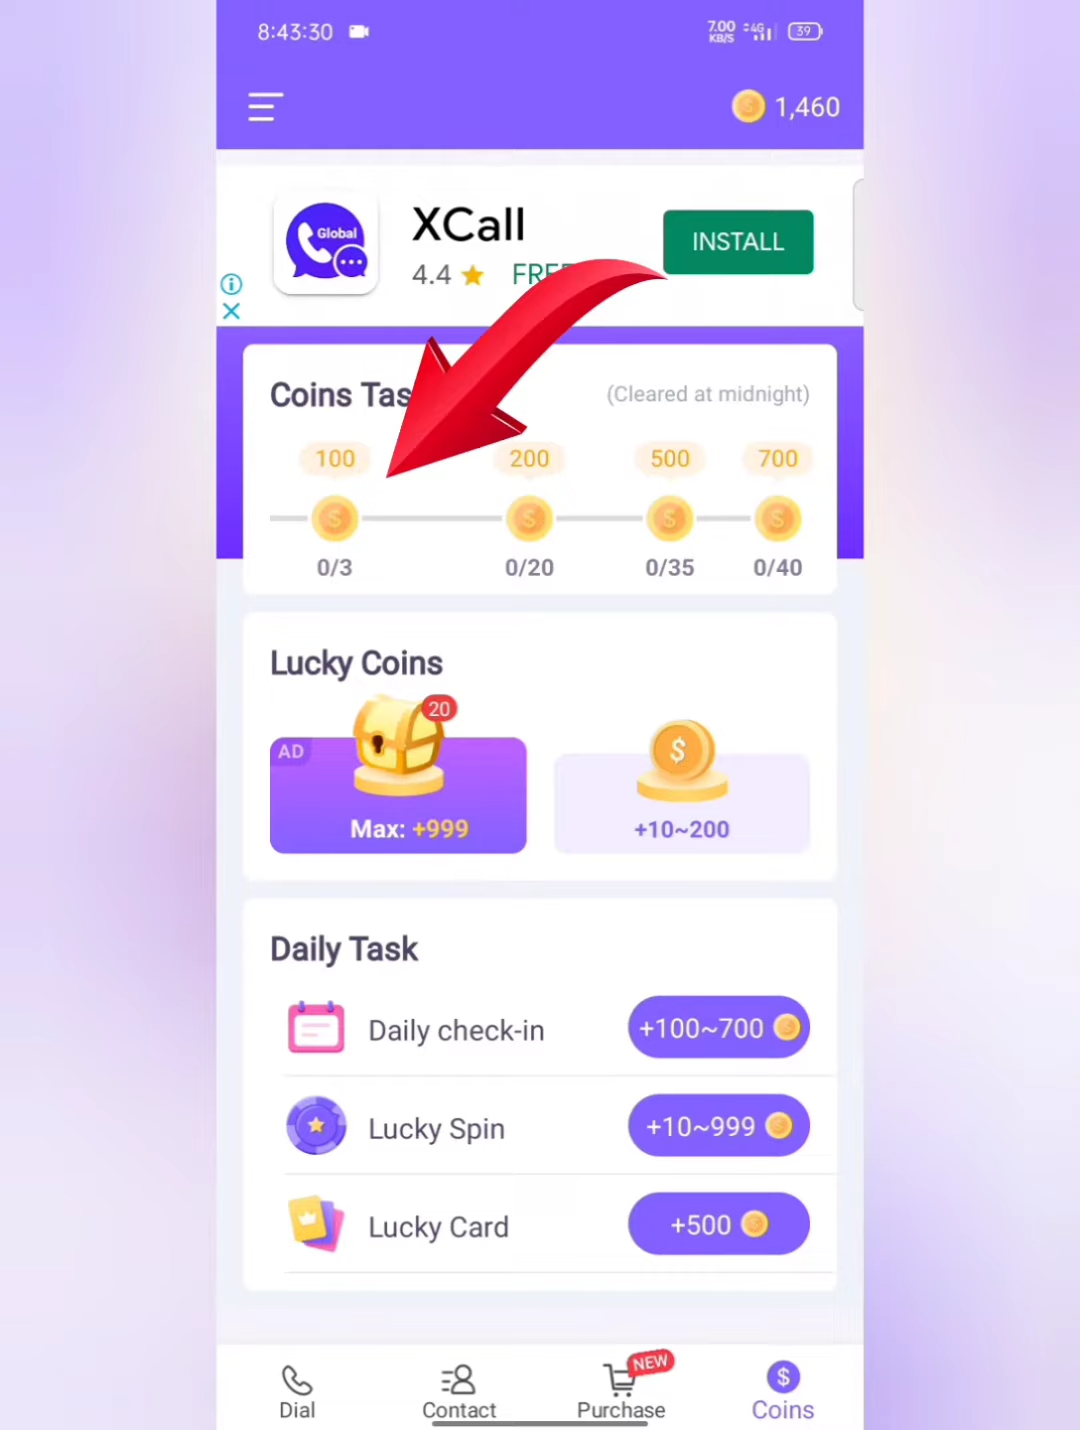 8:43:30
7.00 KB/S 4G 39
1,460
Global
XCall
INSTALL
4.4
Coins
(Cleared at midnight)
100 200 500 700
0/3 0/20 0/35 0/40
Lucky Coins
20
AD
Max: +999
+10~200
Daily Task
Daily check-in +100~700
Lucky Spin +10~999
Lucky Card +500
NEW
Dial Contact Purchase Coins